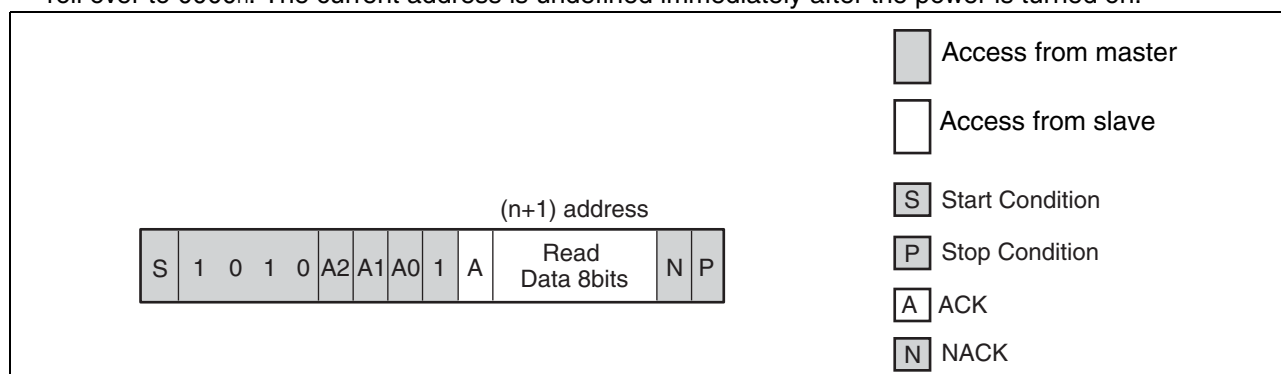 roll over to 0000H. The current address is undefined immediately after the power is turned on.
Access from master
Access from slave
(n+1) address
S 1 0 1 0 A2 A1 A0 1 A Read Data 8bits N P
S Start Condition
P Stop Condition
A ACK
N NACK